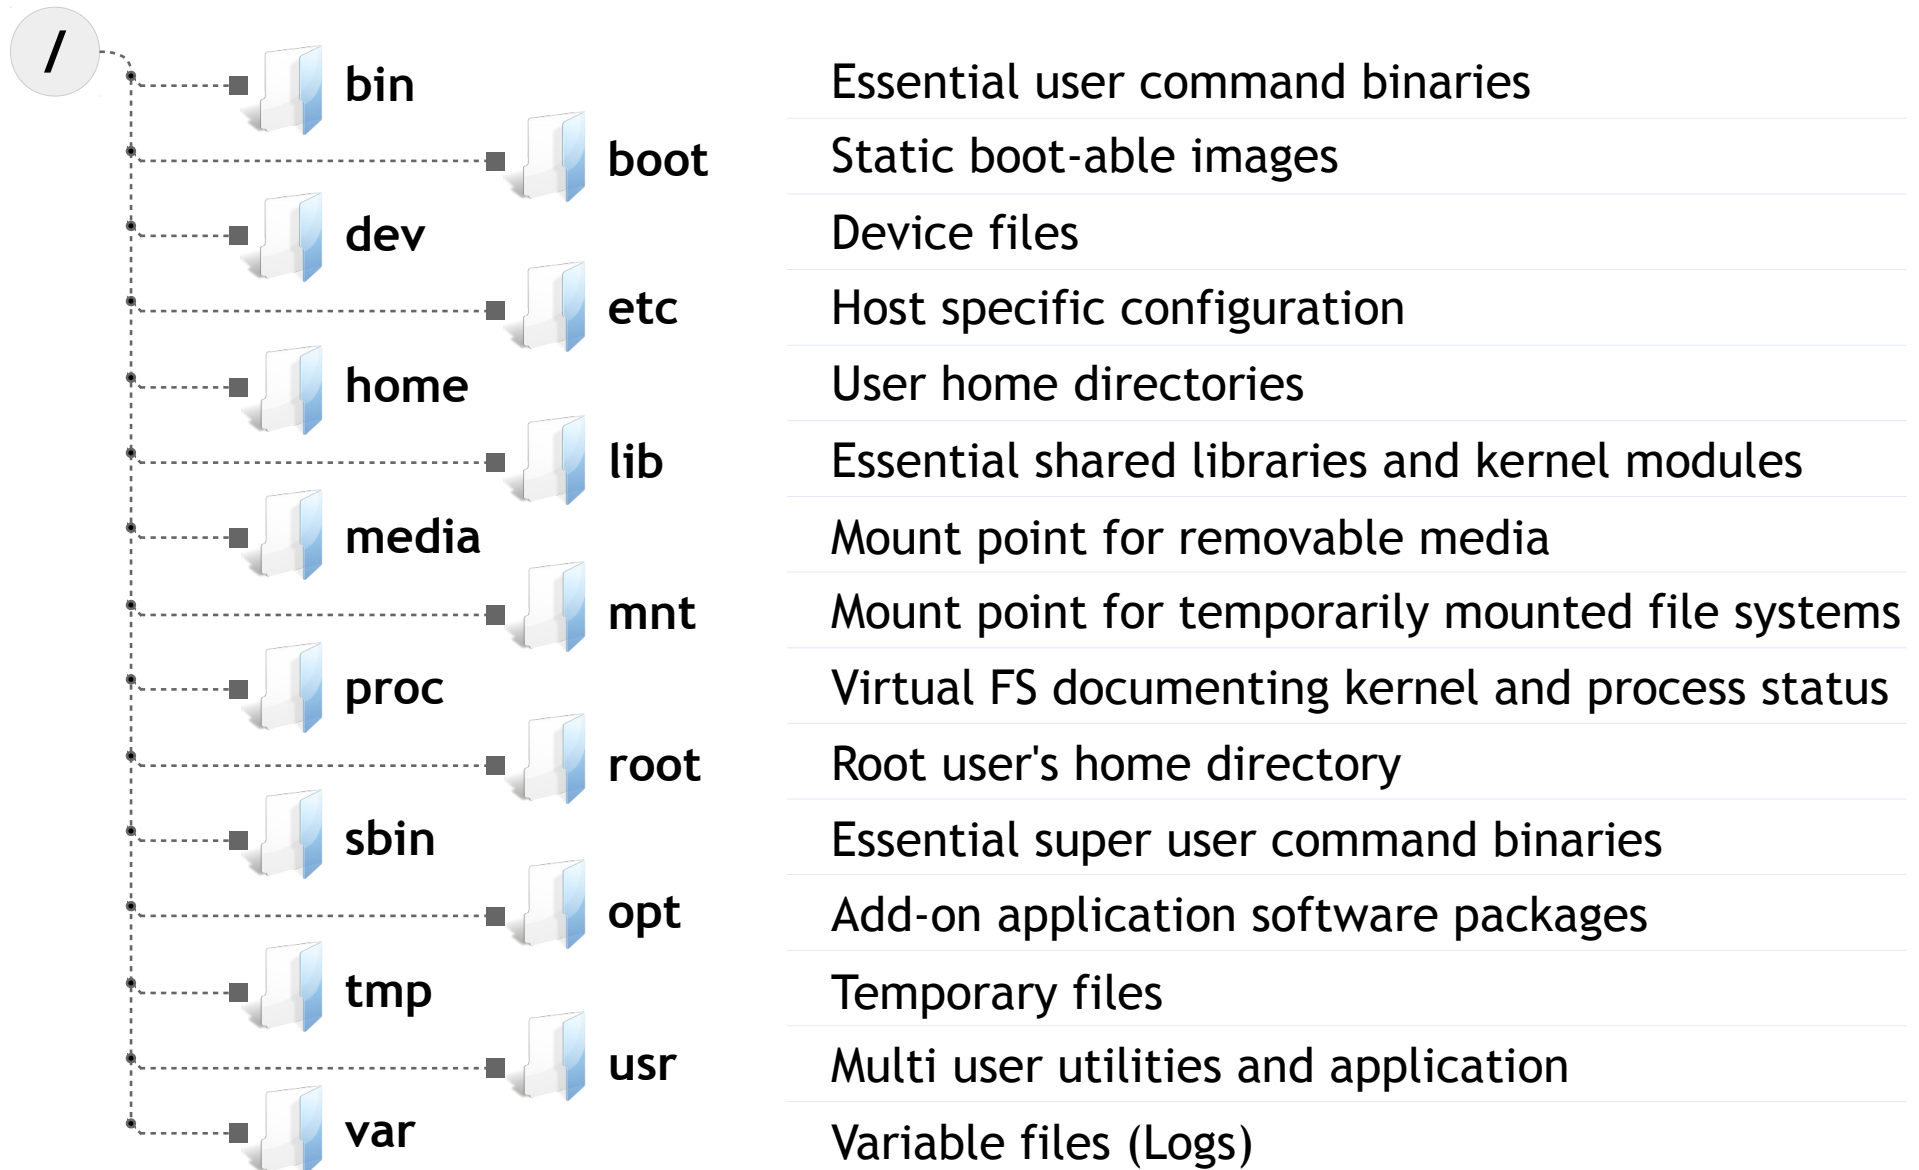 /
bin Essential user command binaries
boot Static boot-able images
dev Device files
etc Host specific configuration
home User home directories
lib Essential shared libraries and kernel modules
media Mount point for removable media
mnt Mount point for temporarily mounted file systems
proc Virtual FS documenting kernel and process status
root Root user's home directory
sbin Essential super user command binaries
opt Add-on application software packages
tmp Temporary files
usr Multi user utilities and application
var Variable files (Logs)